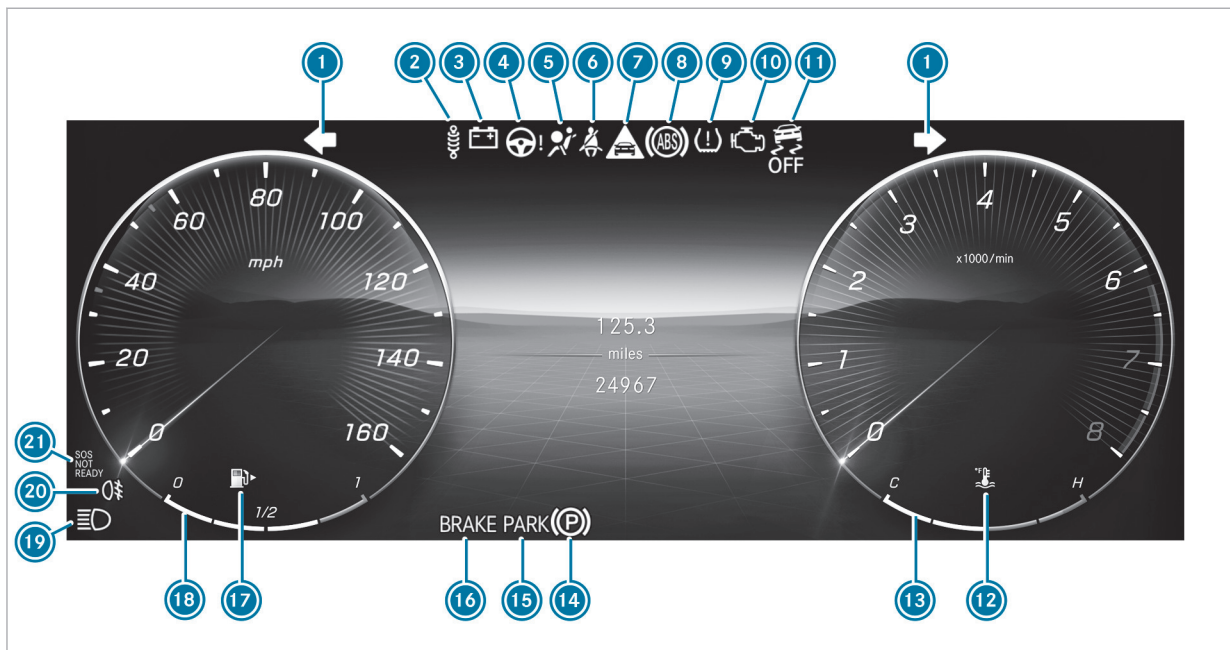 1 2 3 4 5 6 7 8 9 10 11 1
ABS
!
!
OFF
80
60 100
mph
40 120
20 140
0 160
0 1
1/2
125.3
miles
24967
4
3 5
x1000/min
2 6
1 7
0 8
°F
C H
SOS
NOT
READY
BRAKE PARK P
21
20
19
18 17 16 15 14 13 12